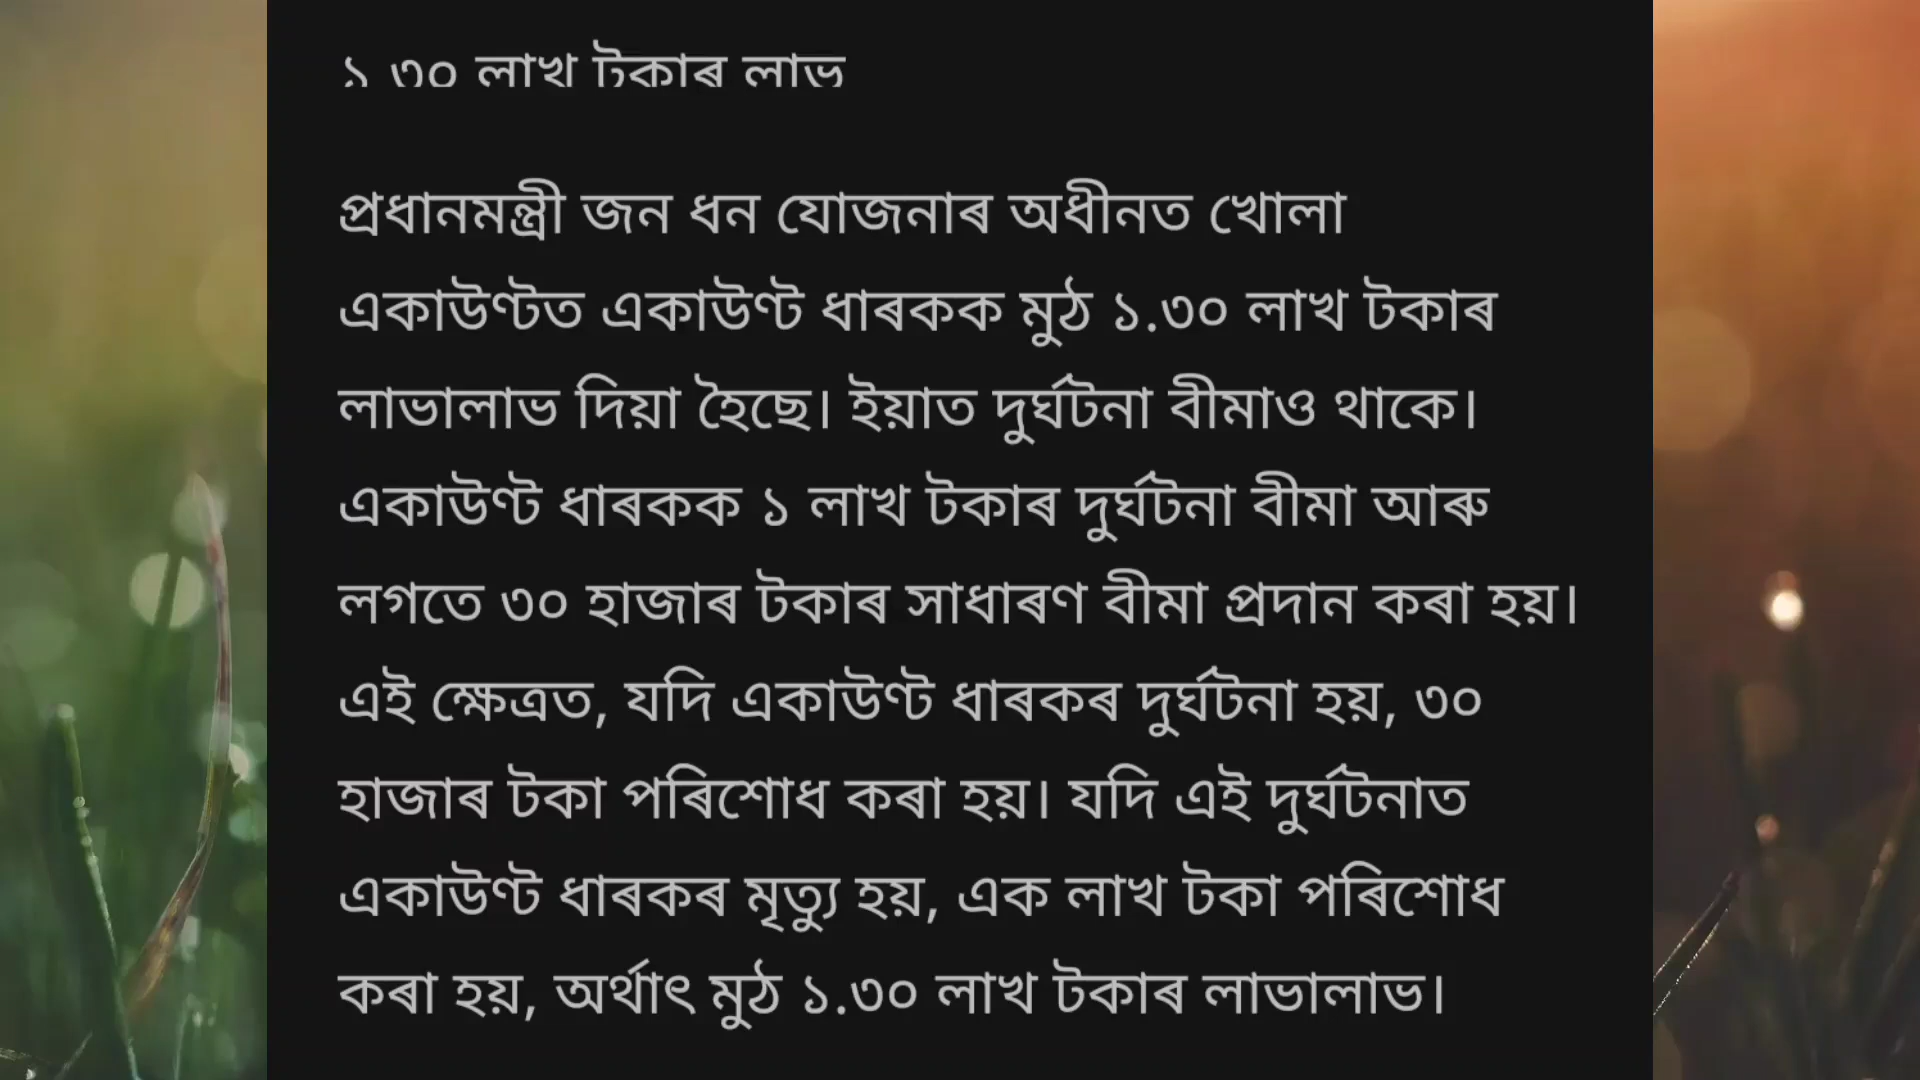 ১ ৩০ লাখ টকাৰ লাভ
প্ৰধানমন্ত্ৰী জন ধন যোজনাৰ অধীনত খোলা
একাউণ্টত একাউণ্ট ধাৰকক মুঠ ১.৩০ লাখ টকাৰ
লাভালাভ দিয়া হৈছে। ইয়াত দুৰ্ঘটনা বীমাও থাকে।
একাউণ্ট ধাৰকক ১ লাখ টকাৰ দুৰ্ঘটনা বীমা আৰু
লগতে ৩০ হাজাৰ টকাৰ সাধাৰণ বীমা প্ৰদান কৰা হয়।
এই ক্ষেত্ৰত, যদি একাউণ্ট ধাৰকৰ দুৰ্ঘটনা হয়, ৩০
হাজাৰ টকা পৰিশোধ কৰা হয়। যদি এই দুৰ্ঘটনাত
একাউণ্ট ধাৰকৰ মৃত্যু হয়, এক লাখ টকা পৰিশোধ
কৰা হয়, অৰ্থাৎ মুঠ ১.৩০ লাখ টকাৰ লাভালাভ।